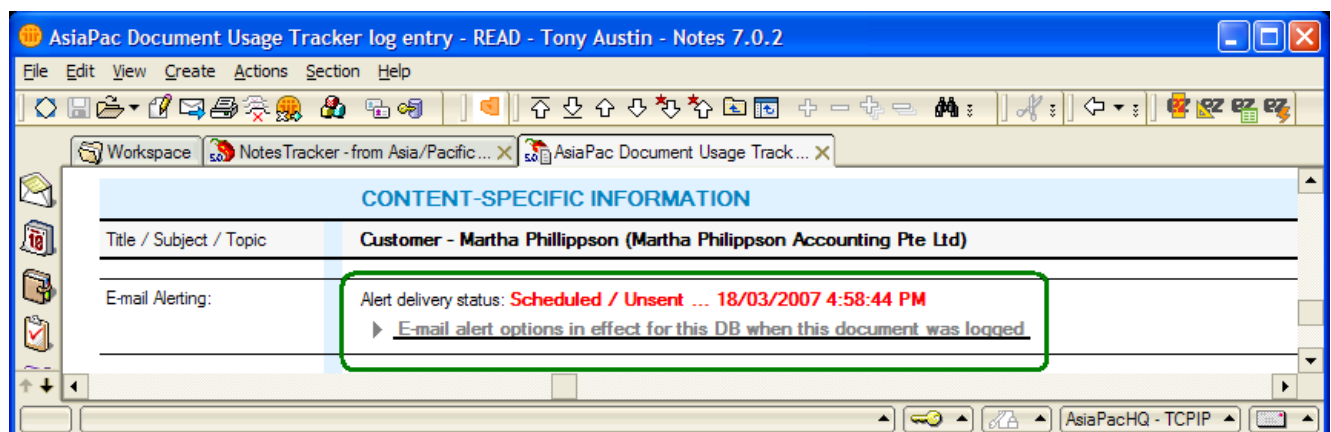 AsiaPac Document Usage Tracker log entry - READ - Tony Austin - Notes 7.0.2
File Edit View Create Actions Section Help
Workspace NotesTracker - from Asia/Pacific ... AsiaPac Document Usage Track ...
CONTENT-SPECIFIC INFORMATION
Title / Subject / Topic Customer - Martha Phillippson (Martha Philippson Accounting Pte Ltd)
E-mail Alerting: Alert delivery status: Scheduled / Unsent ... 18/03/2007 4:58:44 PM
E-mail alert options in effect for this DB when this document was logged
AsiaPacHQ - TCPIP